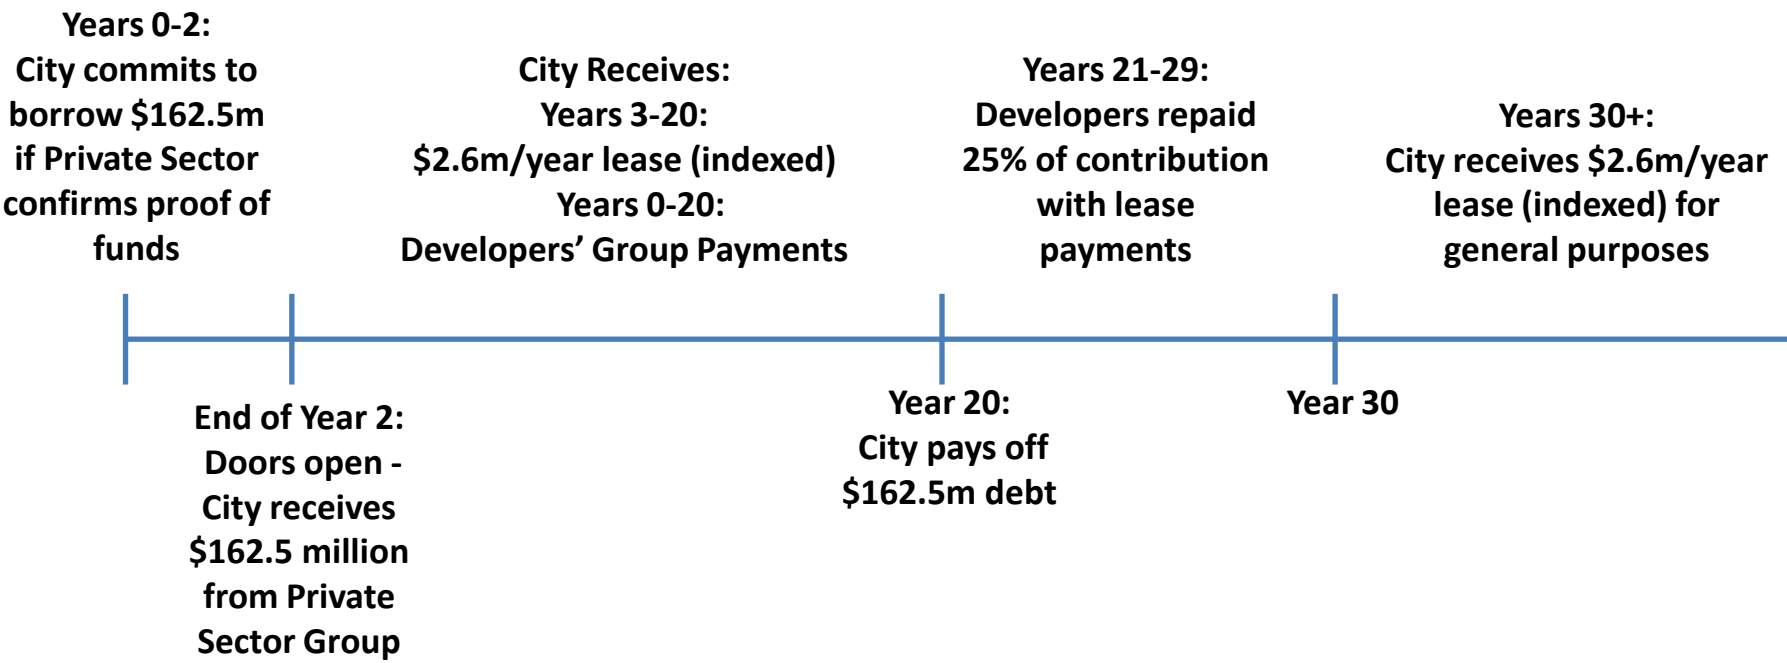 Years 0-2:
City commits to
borrow $162.5m
if Private Sector
confirms proof of
funds
City Receives:
Years 3-20:
$2.6m/year lease (indexed)
Years 0-20:
Developers’ Group Payments
Years 21-29:
Developers repaid
25% of contribution
with lease
payments
Years 30+:
City receives $2.6m/year
lease (indexed) for
general purposes
End of Year 2:
Doors open -
City receives
$162.5 million
from Private
Sector Group
Year 20:
City pays off
$162.5m debt
Year 30